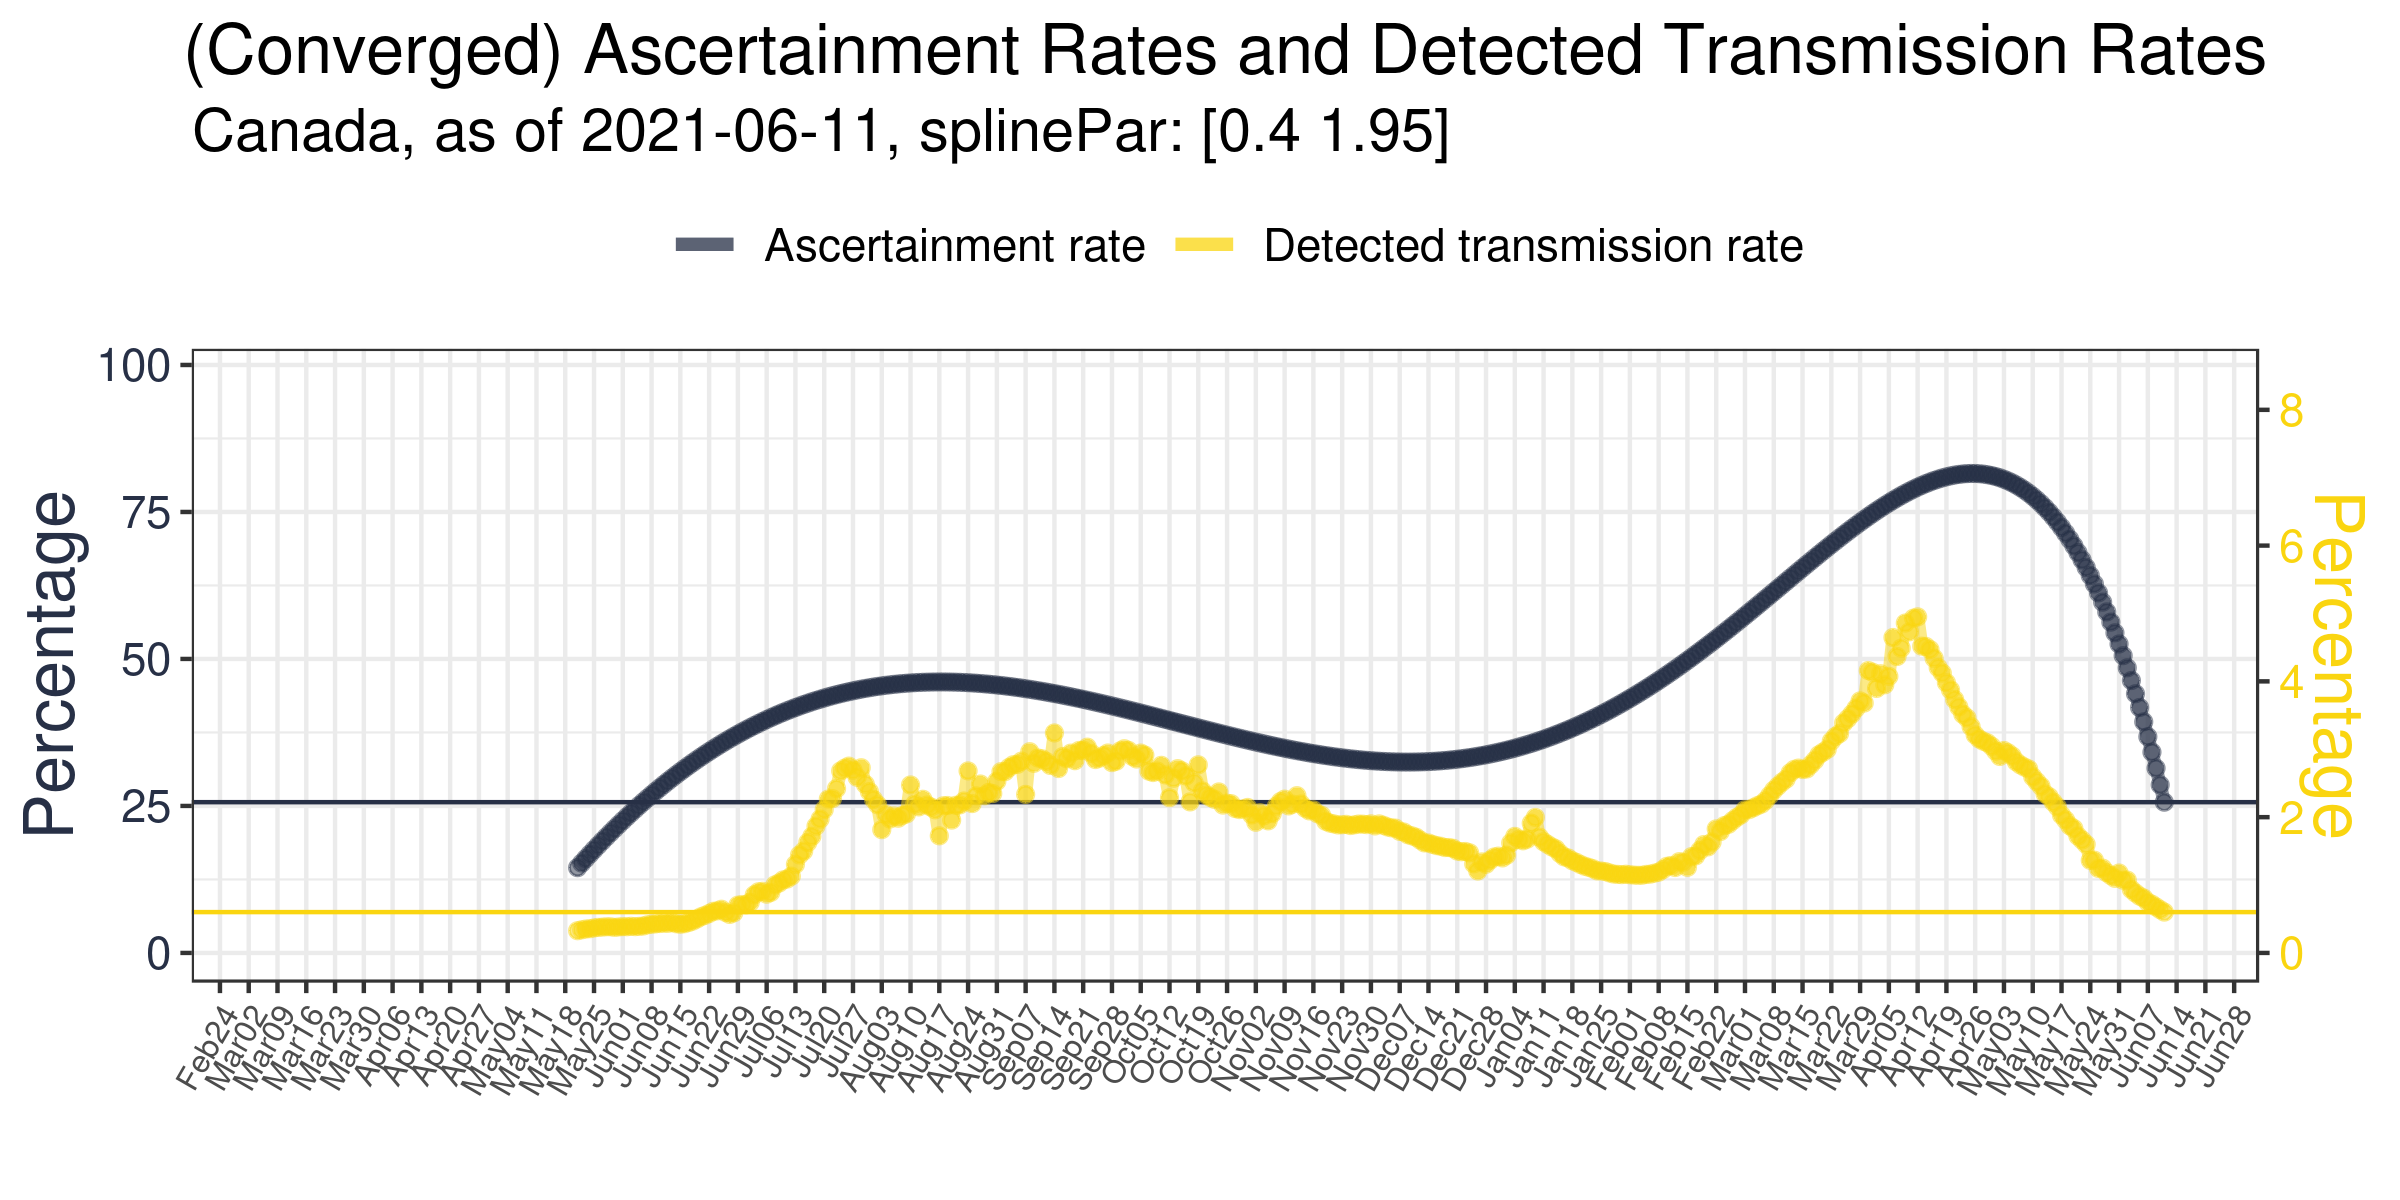 (Converged) Ascertainment Rates and Detected Transmission Rates
Canada, as of 2021-06-11, splinePar: [0.4 1.95]
Ascertainment rate Detected transmission rate
Percentage
100
75
50
25
0
8
6
4
2
0
Percentage
Feb24 Mar02 Mar09 Mar16 Mar23 Mar30 Apr06 Apr13 Apr20 Apr27 May04 May11 May18 May25 Jun01 Jun08 Jun15 Jun22 Jun29 Jul06 Jul13 Jul20 Jul27 Aug03 Aug10 Aug17 Aug24 Aug31 Sep07 Sep14 Sep21 Sep28 Oct05 Oct12 Oct19 Oct26 Nov02 Nov09 Nov16 Nov23 Nov30 Dec07 Dec14 Dec21 Dec28 Jan04 Jan11 Jan18 Jan25 Feb01 Feb08 Feb15 Feb22 Mar01 Mar08 Mar15 Mar22 Mar29 Apr05 Apr12 Apr19 Apr26 May03 May10 May17 May24 May31 Jun07 Jun14 Jun21 Jun28